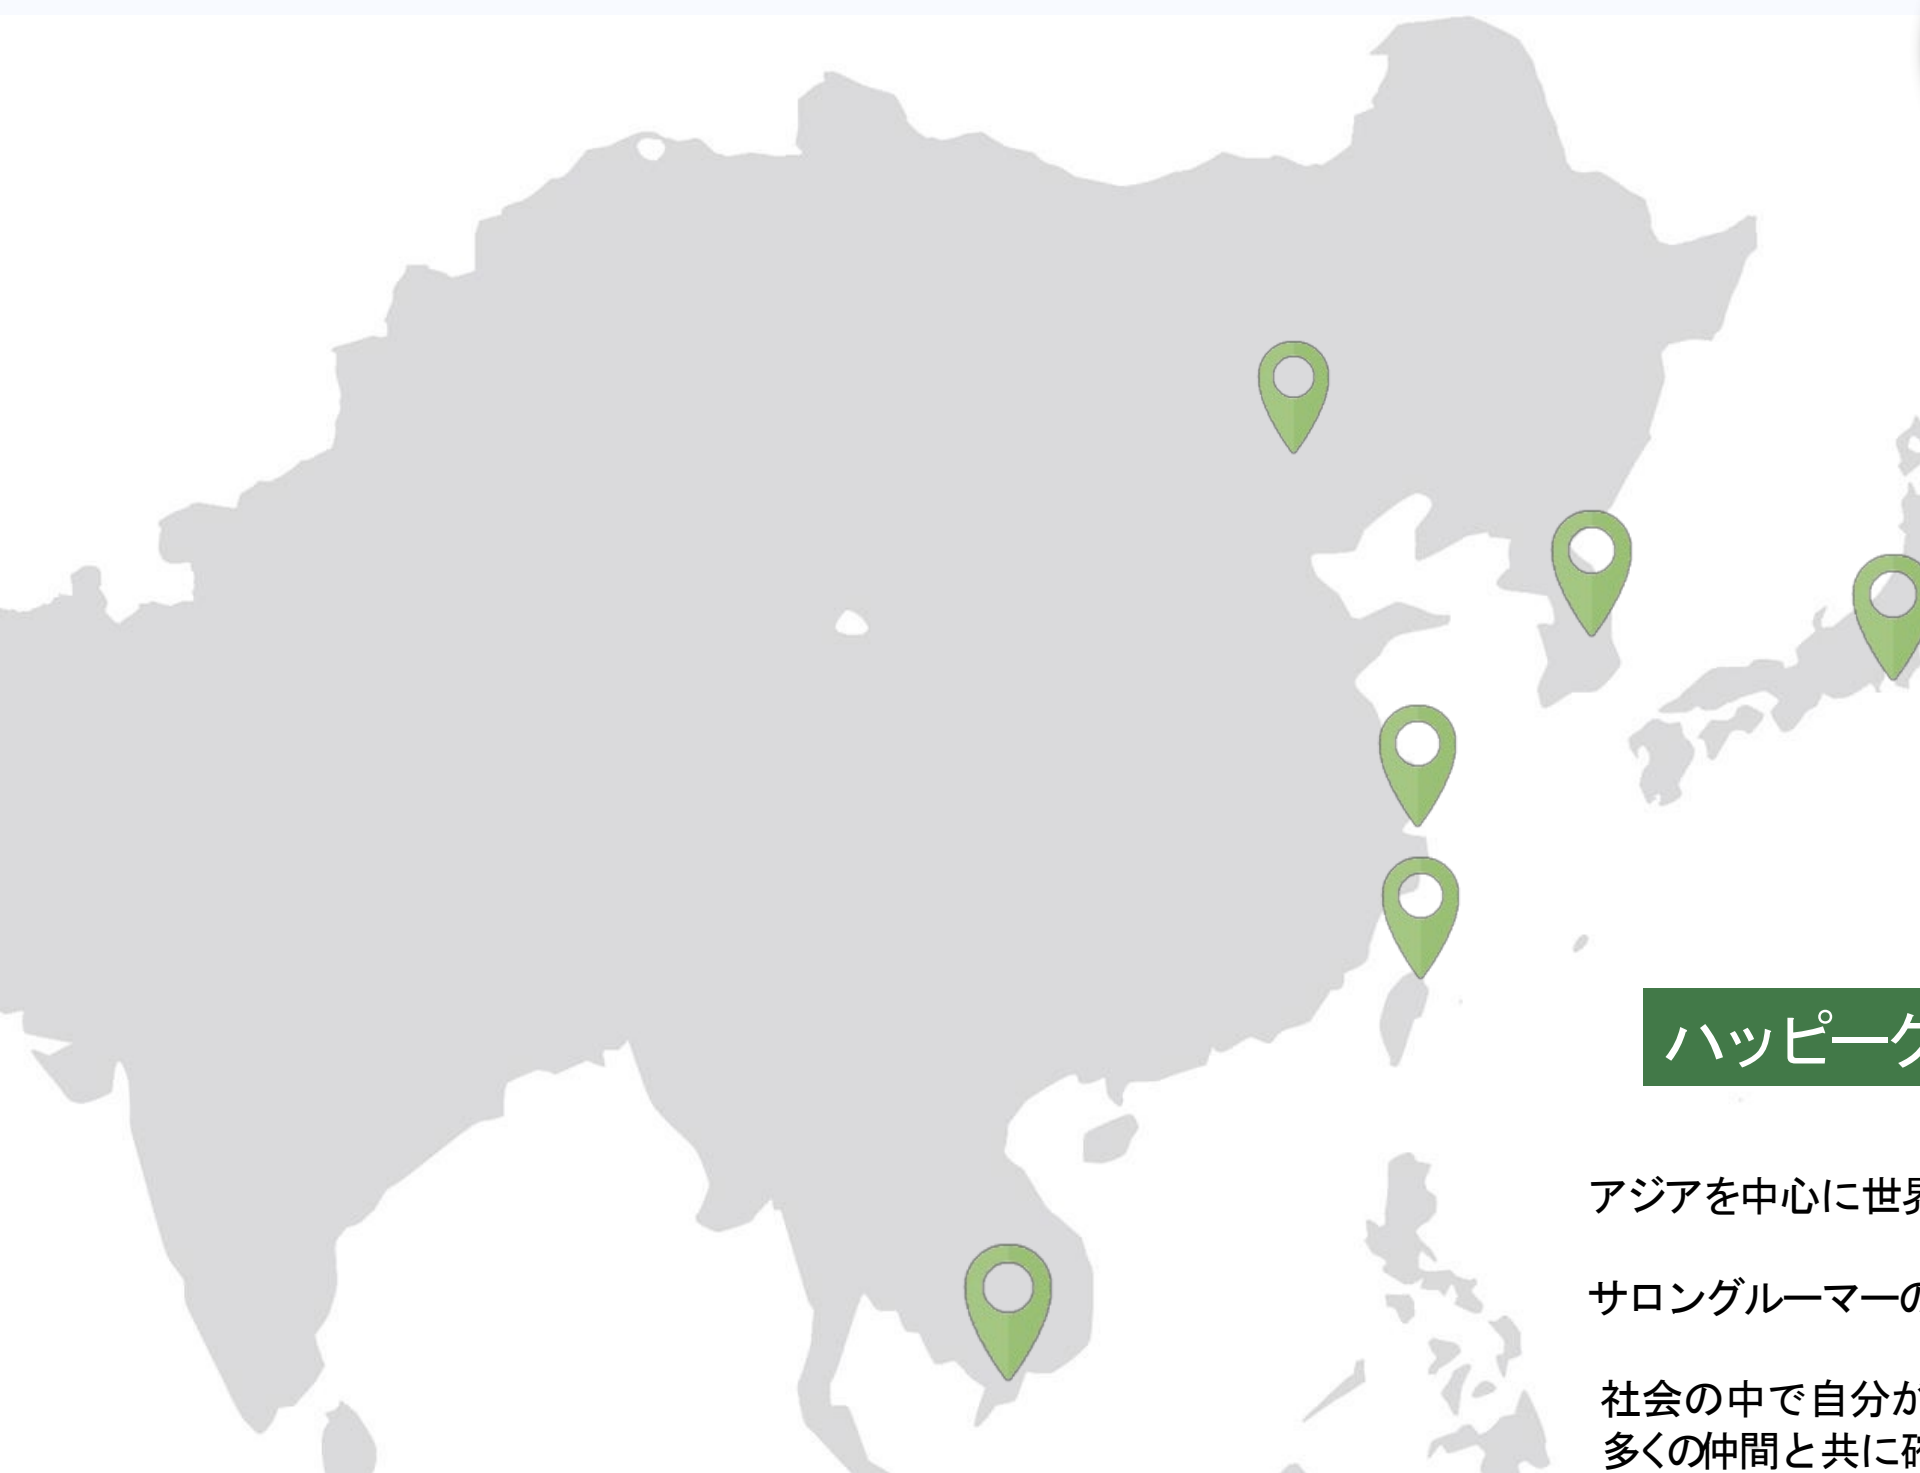 ハッピーグ
アジアを中心に世界
サロングルーマーの
社会の中で自分が
多くの仲間と共に確